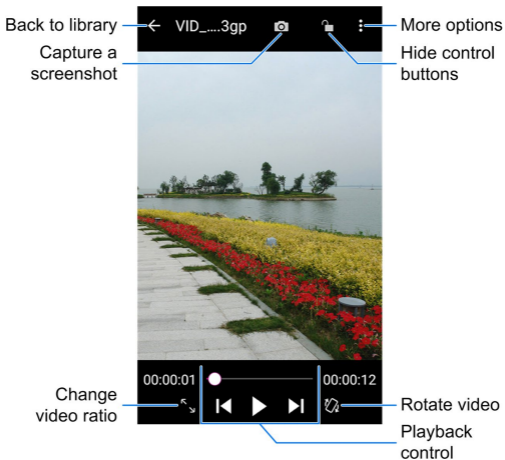 Back to library
VID_....3gp
More options
Capture a
screenshot
Hide control
buttons
00:00:01
00:00:12
Change
video ratio
Rotate video
Playback
control